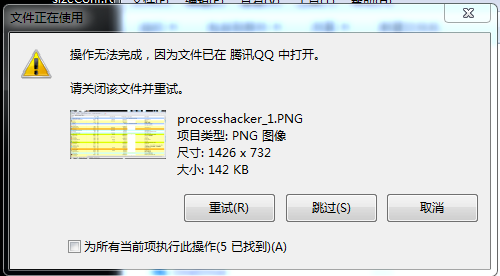 文件正在使用
操作无法完成，因为文件已在 腾讯QQ 中打开。
请关闭该文件并重试。
processhacker_1.PNG
项目类型: PNG 图像
尺寸: 1426 x 732
大小: 142 KB
重试(R)
跳过(S)
取消
为所有当前项执行此操作(5 已找到)(A)